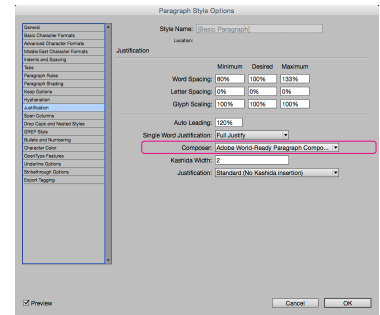 Paragraph Style Options
General
Basic Character Formats
Advanced Character Formats
Middle East Character Formats
Indents and Spacing
Tabs
Paragraph Rules
Paragraph Shading
Keep Options
Hyphenation
Justification
Span Columns
Drop Caps and Nested Styles
GREP Style
Bullets and Numbering
Character Color
OpenType Features
Underline Options
Strikethrough Options
Export Tagging
Style Name: [Basic Paragraph]
Location:
Justification
Minimum Desired Maximum
Word Spacing: 80% 100% 133%
Letter Spacing: 0% 0% 0%
Glyph Scaling: 100% 100% 100%
Auto Leading: 120%
Single Word Justification: Full Justify
Composer: Adobe World-Ready Paragraph Compo...
Kashida Width: 2
Justification: Standard (No Kashida insertion)
Preview
Cancel OK